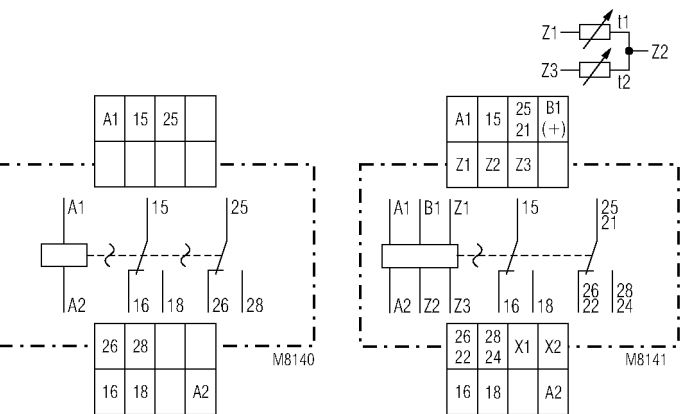 Z1 t1
Z2
Z3 t2
A1 15 25
A1 15 25 B1
21 (+)
Z1 Z2 Z3
A1 15 25
A1 B1 Z1 15 25
21
A2 16 18 26 28
A2 Z2 Z3 16 18 26 28
22 24
26 28
26 28 X1 X2
22 24
M8140
M8141
16 18 A2
16 18 A2